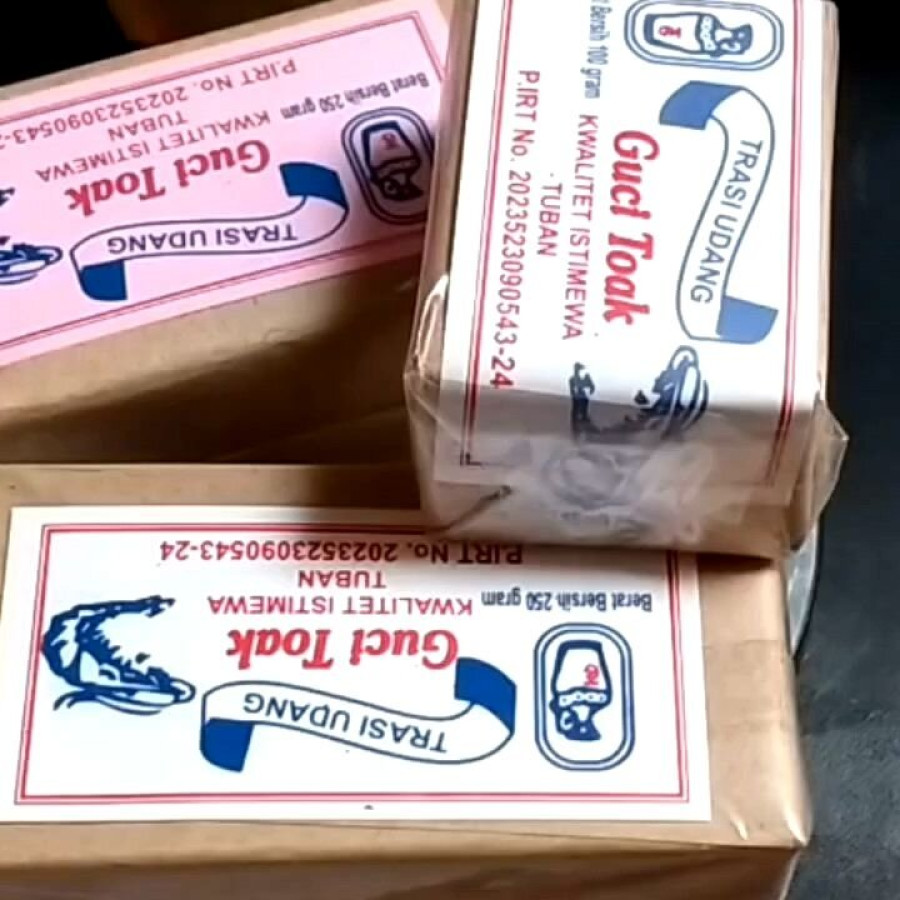 TRASI UDANG
Guci Toak
Berat Bersih 250 gram KWALITET ISTIMEWA
TUBAN
P.IRT No. 2023523090543-2
TRASI UDANG
Guci Toak
Bersih 100 gram KWALITET ISTIMEWA
TUBAN
P.IRT No. 2023523090543-24
TRASI UDANG
Guci Toak
Berat Bersih 250 gram KWALITET ISTIMEWA
TUBAN
P.IRT No. 2023523090543-24